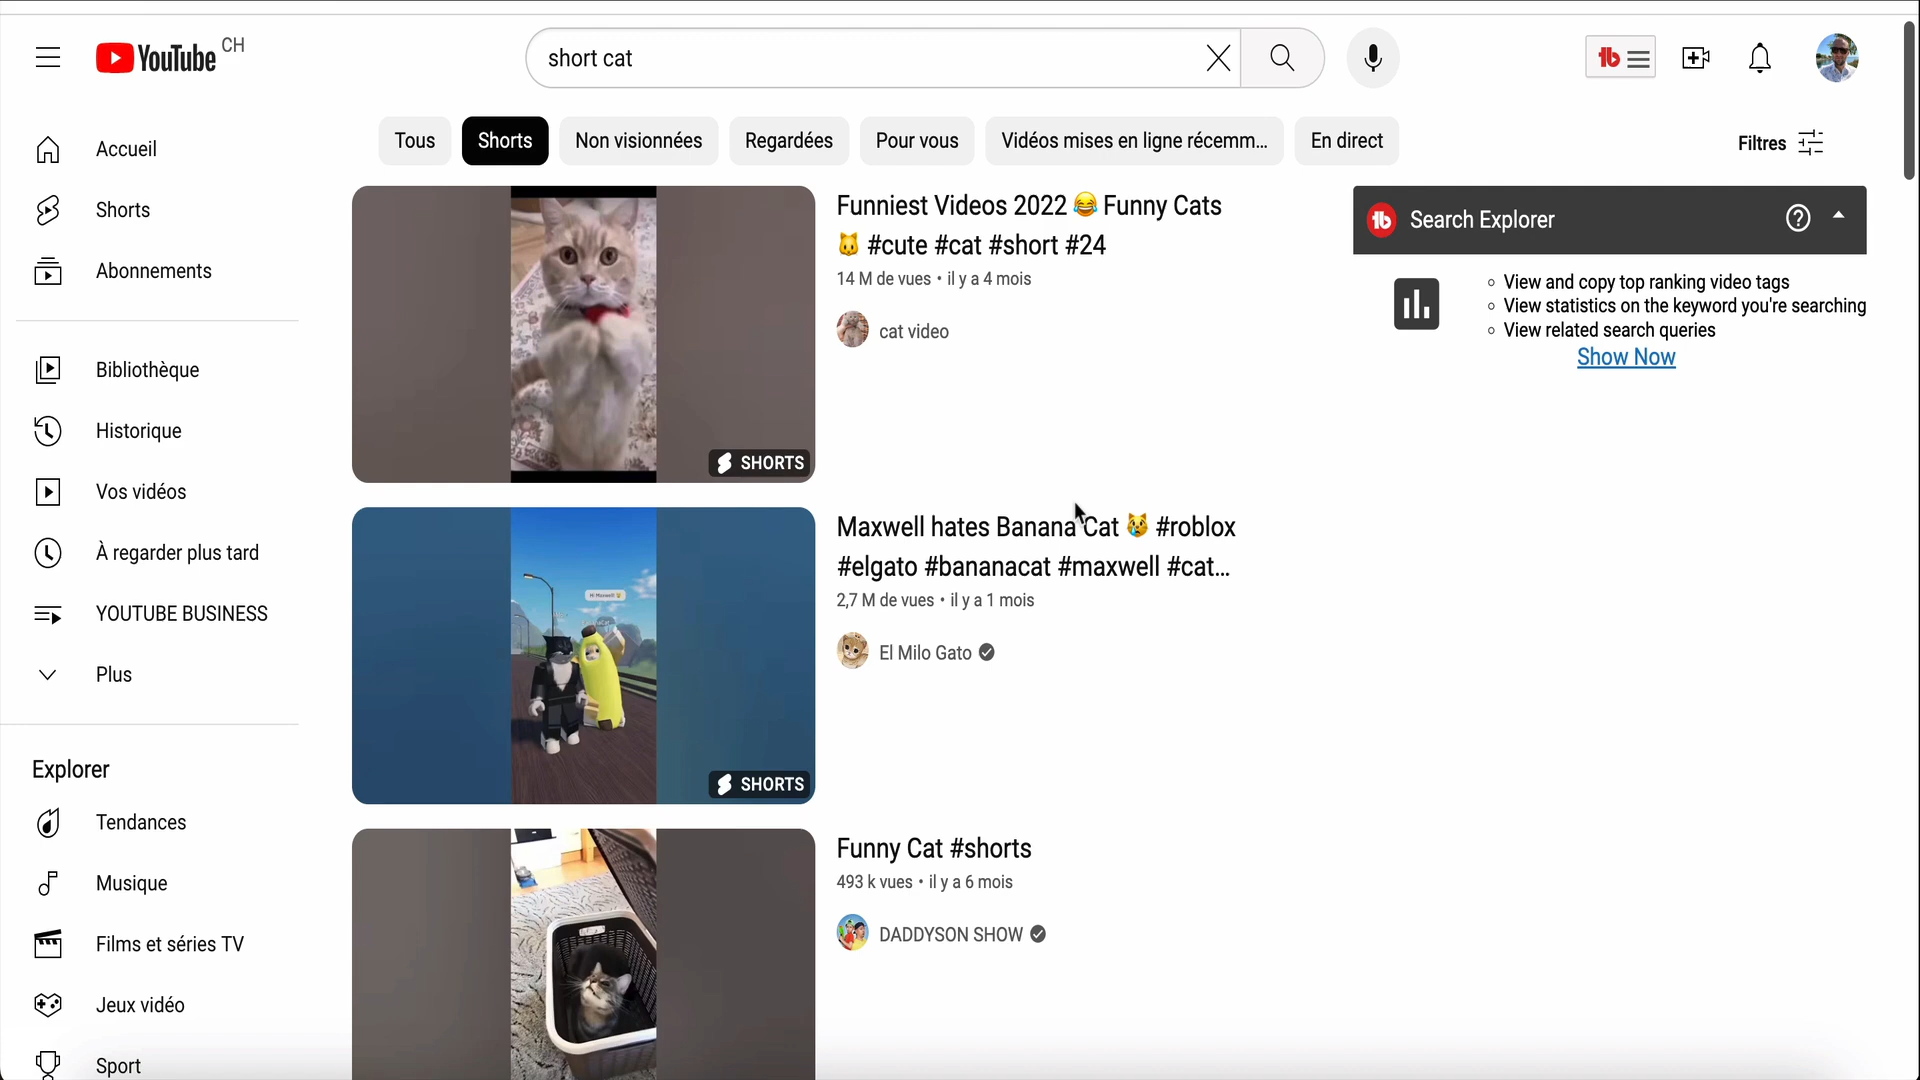 YouTube CH
short cat
Tous
Shorts
Non visionnées
Regardées
Pour vous
Vidéos mises en ligne récemm...
En direct
Filtres
Accueil
Shorts
Abonnements
Bibliothèque
Historique
Vos vidéos
À regarder plus tard
YOUTUBE BUSINESS
Plus
Explorer
Tendances
Musique
Films et séries TV
Jeux vidéo
Sport
Funniest Videos 2022 😂 Funny Cats
🐱 #cute #cat #short #24
14 M de vues • il y a 4 mois
cat video
SHORTS
Maxwell hates Banana Cat 😿 #roblox
#elgato #bananacat #maxwell #cat...
2,7 M de vues • il y a 1 mois
El Milo Gato
SHORTS
Funny Cat #shorts
493 k vues • il y a 6 mois
DADDYSON SHOW
Search Explorer
View and copy top ranking video tags
View statistics on the keyword you're searching
View related search queries
Show Now